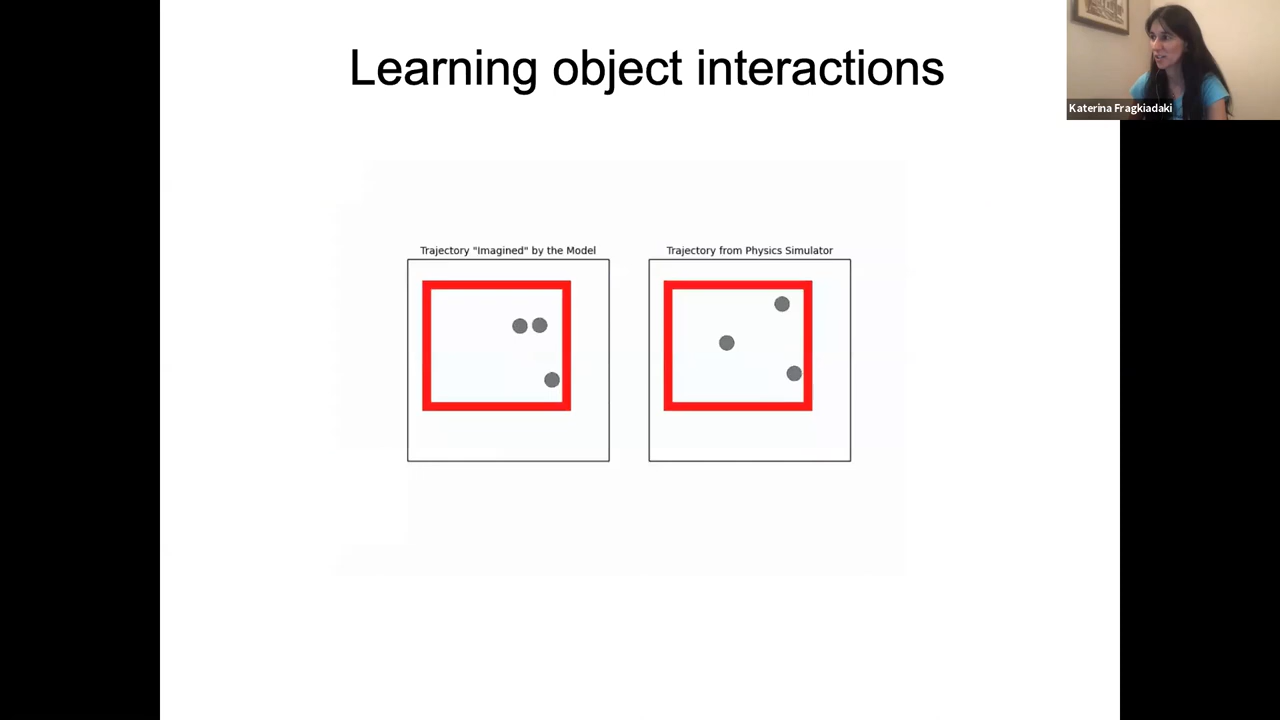 Learning object interactions
Katerina Fragkiadaki
Trajectory "Imagined" by the Model
Trajectory from Physics Simulator